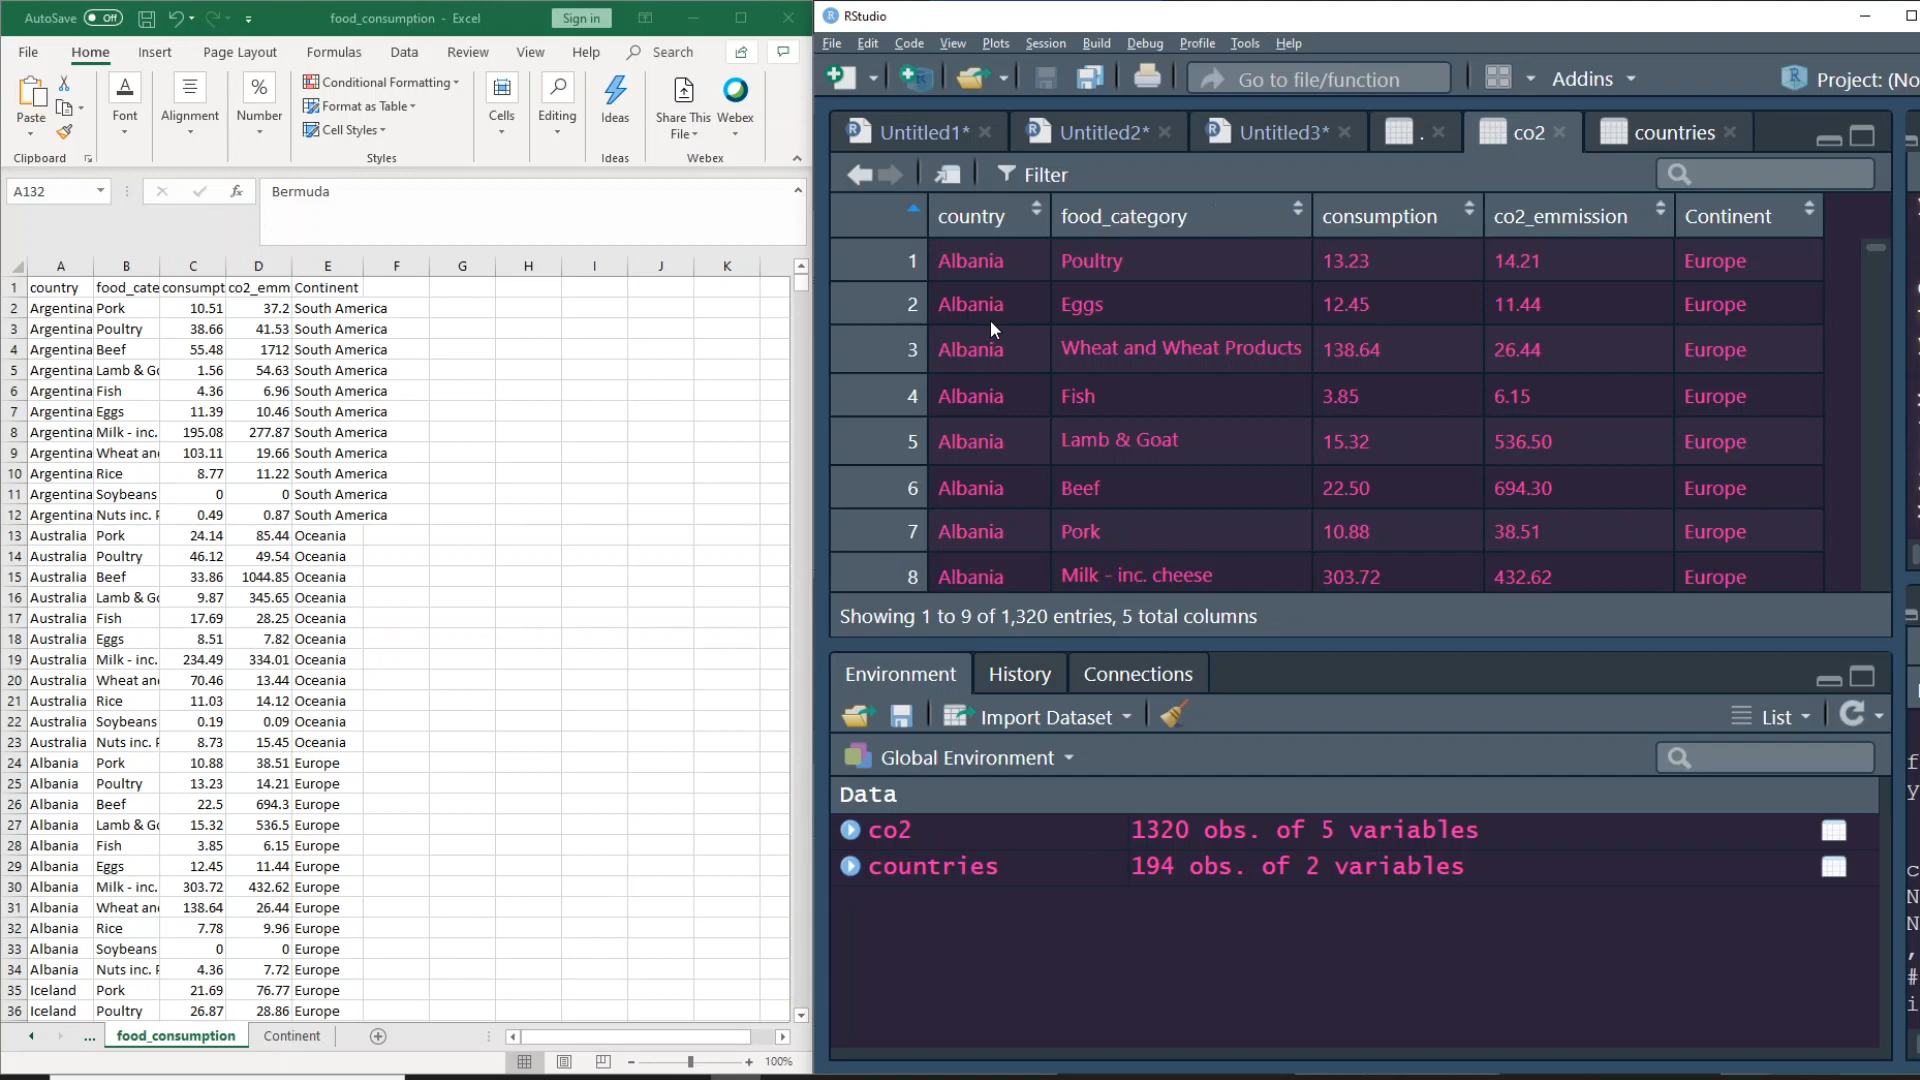 AutoSave Off food_consumption - Excel Sign in
File Home Insert Page Layout Formulas Data Review View Help Search
Paste Font Alignment Number Conditional Formatting Format as Table Cell Styles Cells Editing Ideas Share This File Webex
Clipboard Styles Ideas Webex
A132 fx Bermuda
A B C D E F G H I J K
1 country food_cate consumpt co2_emm Continent
2 Argentina Pork 10.51 37.2 South America
3 Argentina Poultry 38.66 41.53 South America
4 Argentina Beef 55.48 1712 South America
5 Argentina Lamb & Go 1.56 54.63 South America
6 Argentina Fish 4.36 6.96 South America
7 Argentina Eggs 11.39 10.46 South America
8 Argentina Milk - inc. 195.08 277.87 South America
9 Argentina Wheat an 103.11 19.66 South America
10 Argentina Rice 8.77 11.22 South America
11 Argentina Soybeans 0 0 South America
12 Argentina Nuts inc. P 0.49 0.87 South America
13 Australia Pork 24.14 85.44 Oceania
14 Australia Poultry 46.12 49.54 Oceania
15 Australia Beef 33.86 1044.85 Oceania
16 Australia Lamb & Go 9.87 345.65 Oceania
17 Australia Fish 17.69 28.25 Oceania
18 Australia Eggs 8.51 7.82 Oceania
19 Australia Milk - inc. 234.49 334.01 Oceania
20 Australia Wheat an 70.46 13.44 Oceania
21 Australia Rice 11.03 14.12 Oceania
22 Australia Soybeans 0.19 0.09 Oceania
23 Australia Nuts inc. P 8.73 15.45 Oceania
24 Albania Pork 10.88 38.51 Europe
25 Albania Poultry 13.23 14.21 Europe
26 Albania Beef 22.5 694.3 Europe
27 Albania Lamb & Go 15.32 536.5 Europe
28 Albania Fish 3.85 6.15 Europe
29 Albania Eggs 12.45 11.44 Europe
30 Albania Milk - inc. 303.72 432.62 Europe
31 Albania Wheat an 138.64 26.44 Europe
32 Albania Rice 7.78 9.96 Europe
33 Albania Soybeans 0 0 Europe
34 Albania Nuts inc. P 4.36 7.72 Europe
35 Iceland Pork 21.69 76.77 Europe
36 Iceland Poultry 26.87 28.86 Europe
... food_consumption Continent
100%
RStudio
File Edit Code View Plots Session Build Debug Profile Tools Help
Go to file/function Addins Project: (No
Untitled1* Untitled2* Untitled3* . co2 countries
Filter
country food_category consumption co2_emmission Continent
1 Albania Poultry 13.23 14.21 Europe
2 Albania Eggs 12.45 11.44 Europe
3 Albania Wheat and Wheat Products 138.64 26.44 Europe
4 Albania Fish 3.85 6.15 Europe
5 Albania Lamb & Goat 15.32 536.50 Europe
6 Albania Beef 22.50 694.30 Europe
7 Albania Pork 10.88 38.51 Europe
8 Albania Milk - inc. cheese 303.72 432.62 Europe
Showing 1 to 9 of 1,320 entries, 5 total columns
Environment History Connections
Import Dataset List
Global Environment
Data
co2 1320 obs. of 5 variables
countries 194 obs. of 2 variables